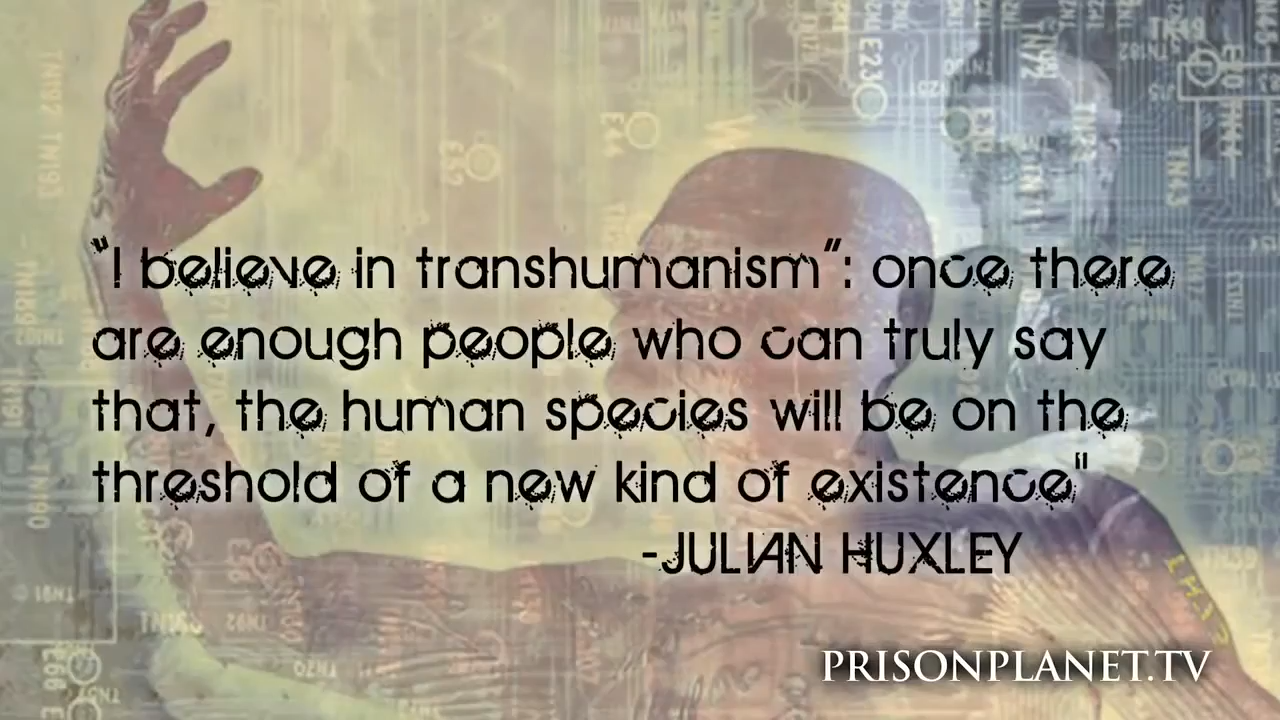 "I believe in transhumanism": once there
are enough people who can truly say
that, the human species will be on the
threshold of a new kind of existence"
-JULIAN HUXLEY
PRISONPLANET.TV